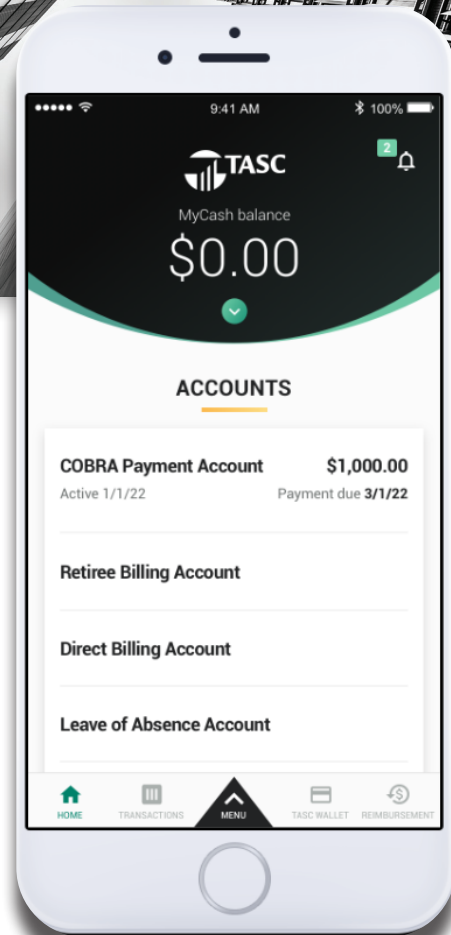 9:41 AM
100%
TASC
2
MyCash balance
$0.00
ACCOUNTS
COBRA Payment Account $1,000.00
Active 1/1/22 Payment due 3/1/22
Retiree Billing Account
Direct Billing Account
Leave of Absence Account
HOME TRANSACTIONS MENU TASC WALLET REIMBURSEMENT